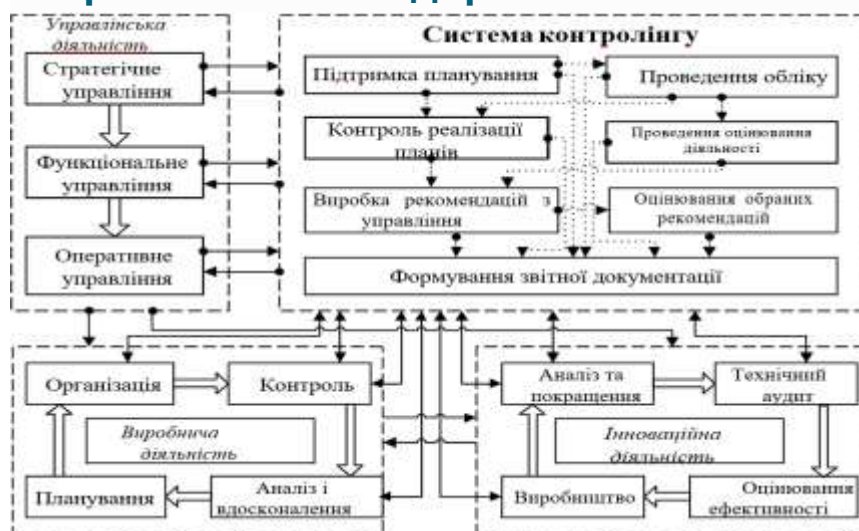 Управлінська
діяльність
Стратегічне
управління
Функціональне
управління
Оперативне
управління
Система контролінгу
Підтримка планування
Проведення обліку
Контроль реалізації
планів
Проведення оцінювання
діяльності
Виробка рекомендацій з
управління
Оцінювання обраних
рекомендацій
Формування звітної документації
Організація
Контроль
Виробнича
діяльність
Планування
Аналіз і
вдосконалення
Аналіз та
покращення
Технічний
аудит
Інноваційна
діяльність
Виробництво
Оцінювання
ефективності